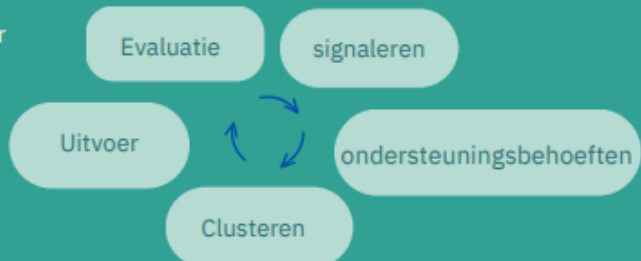 r
Evaluatie
signaleren
Uitvoer
ondersteuningsbehoeften
Clusteren